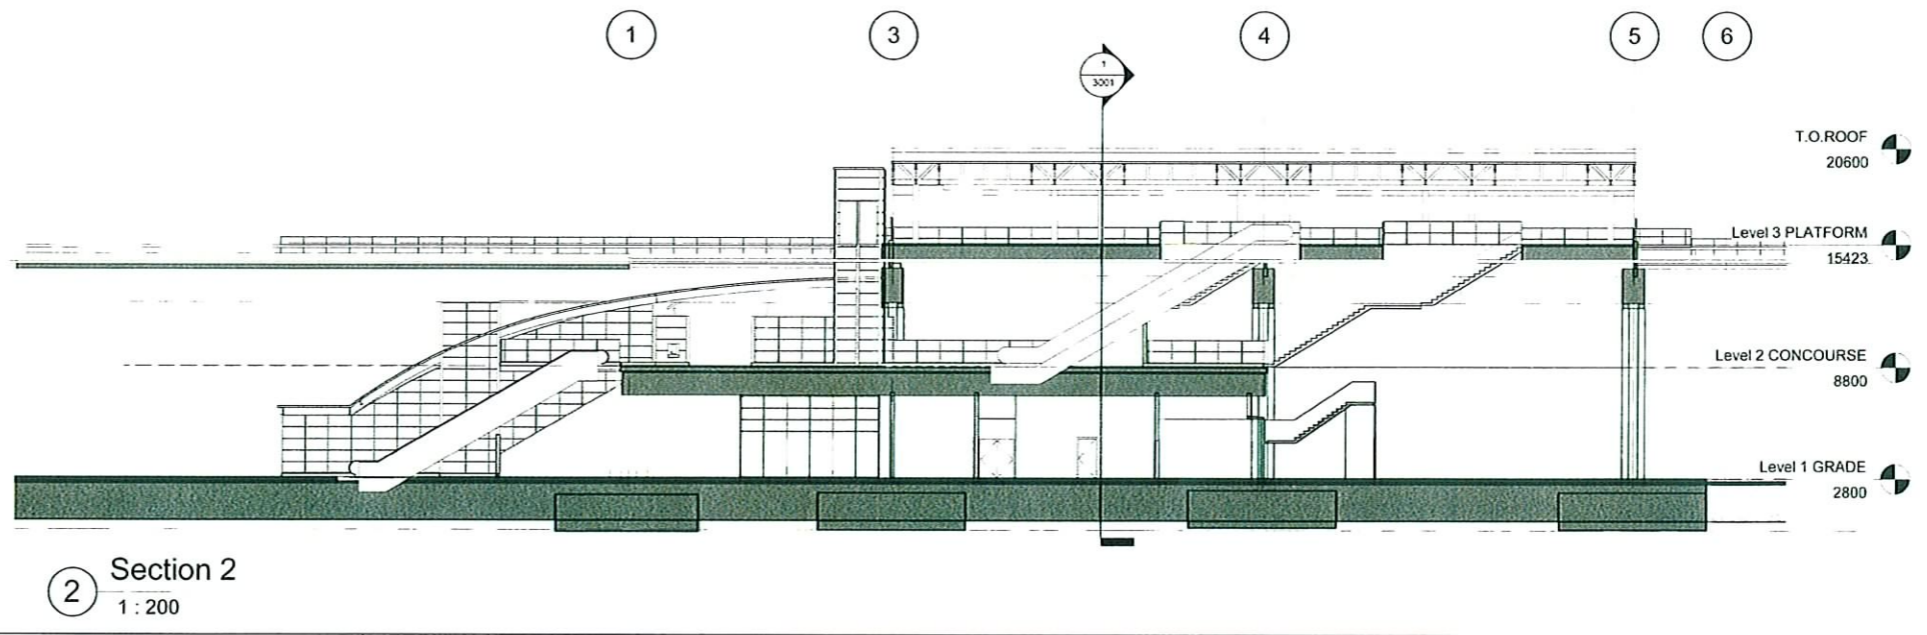 1
3
4
5
6
1
3001
T.O.ROOF
20600
Level 3 PLATFORM
15423
Level 2 CONCOURSE
8800
Level 1 GRADE
2800
2
Section 2
1 : 200